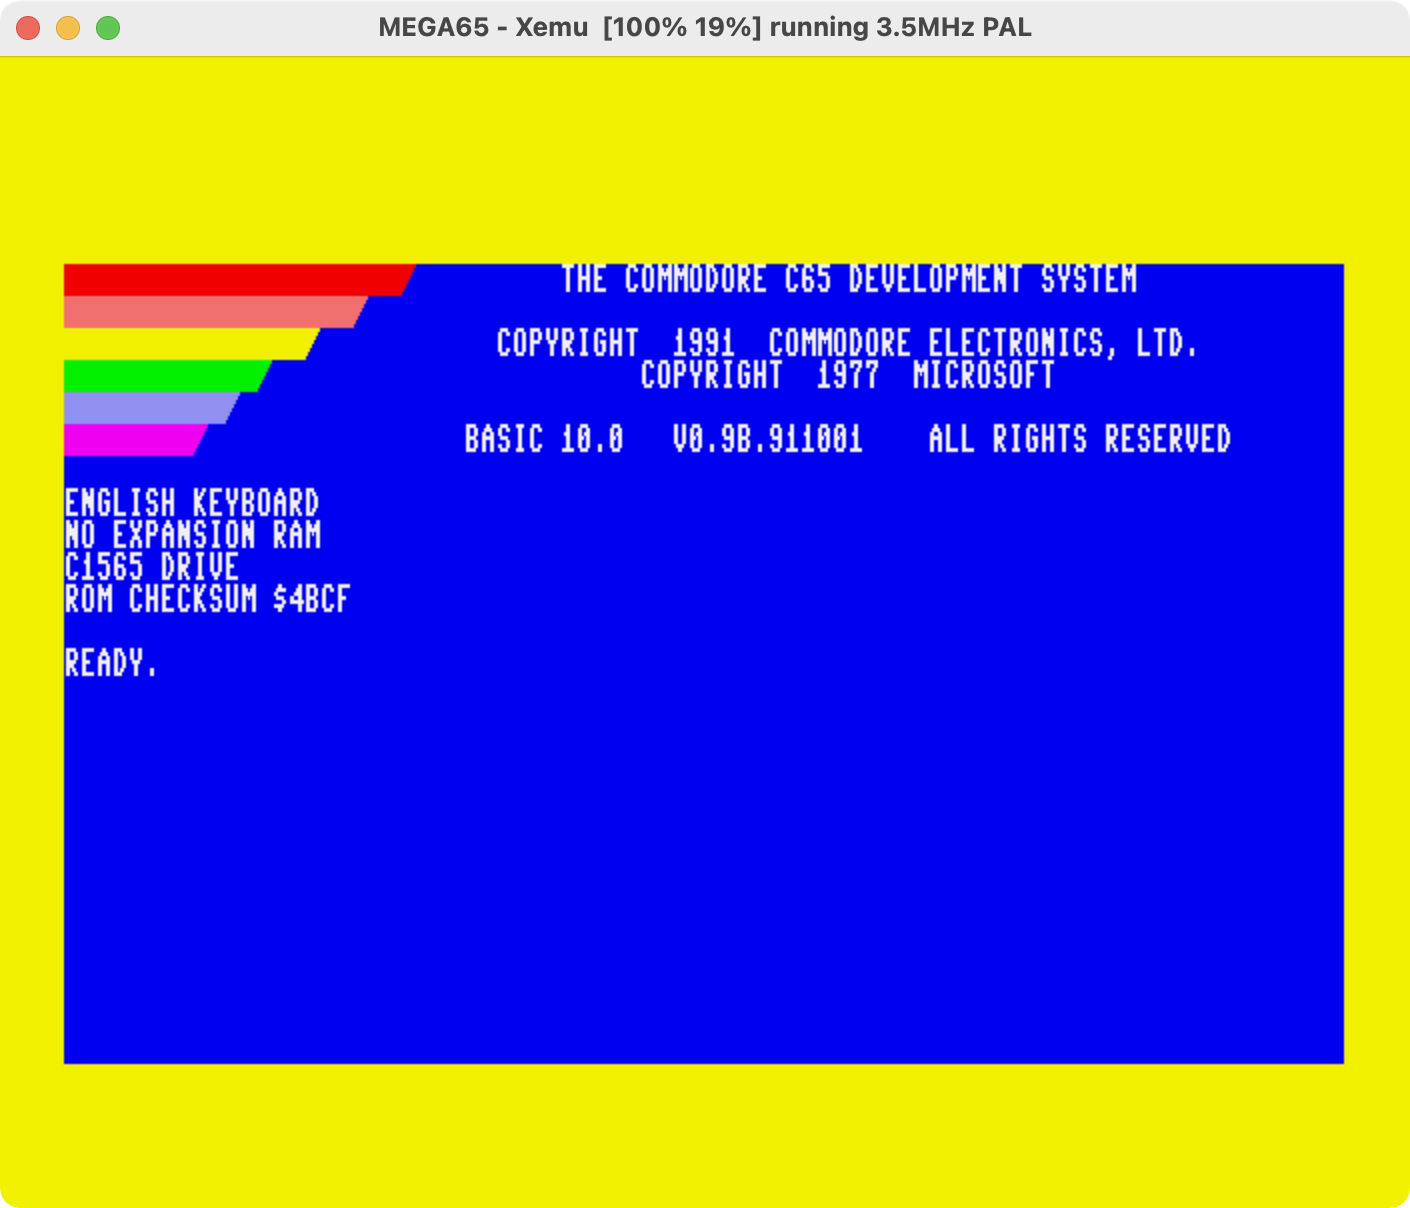 MEGA65 - Xemu [100% 19%] running 3.5MHz PAL
THE COMMODORE C65 DEVELOPMENT SYSTEM
COPYRIGHT 1991 COMMODORE ELECTRONICS, LTD.
COPYRIGHT 1977 MICROSOFT
BASIC 10.0 V0.9B.911001 ALL RIGHTS RESERVED
ENGLISH KEYBOARD
NO EXPANSION RAM
C1565 DRIVE
ROM CHECKSUM $4BCF
READY.